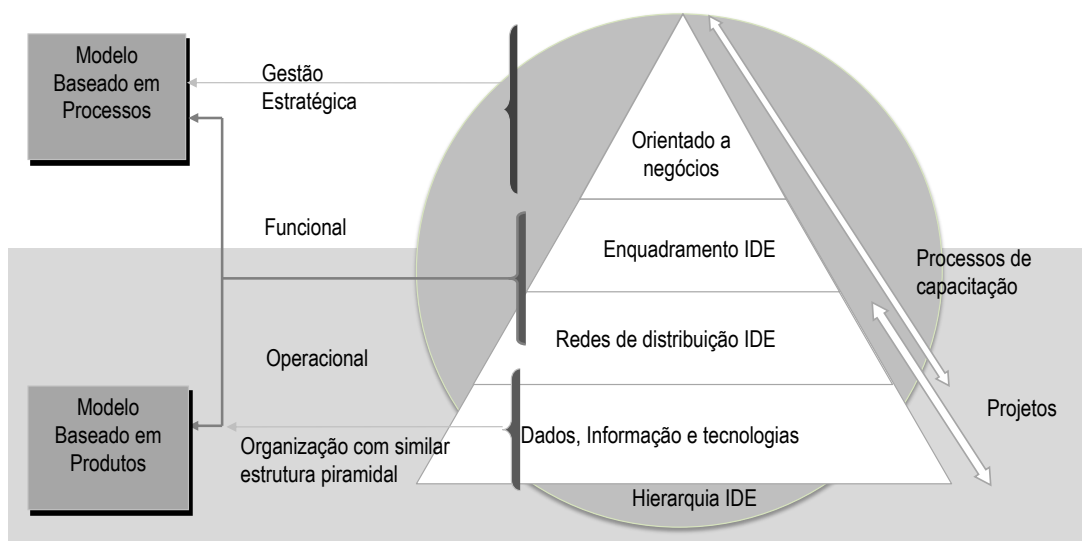 Modelo
Baseado em
Processos
Gestão
Estratégica
Orientado a
negócios
Funcional
Enquadramento IDE
Processos de
capacitação
Redes de distribuição IDE
Operacional
Projetos
Modelo
Baseado em
Produtos
Organização com similar
estrutura piramidal
Dados, Informação e tecnologias
Hierarquia IDE